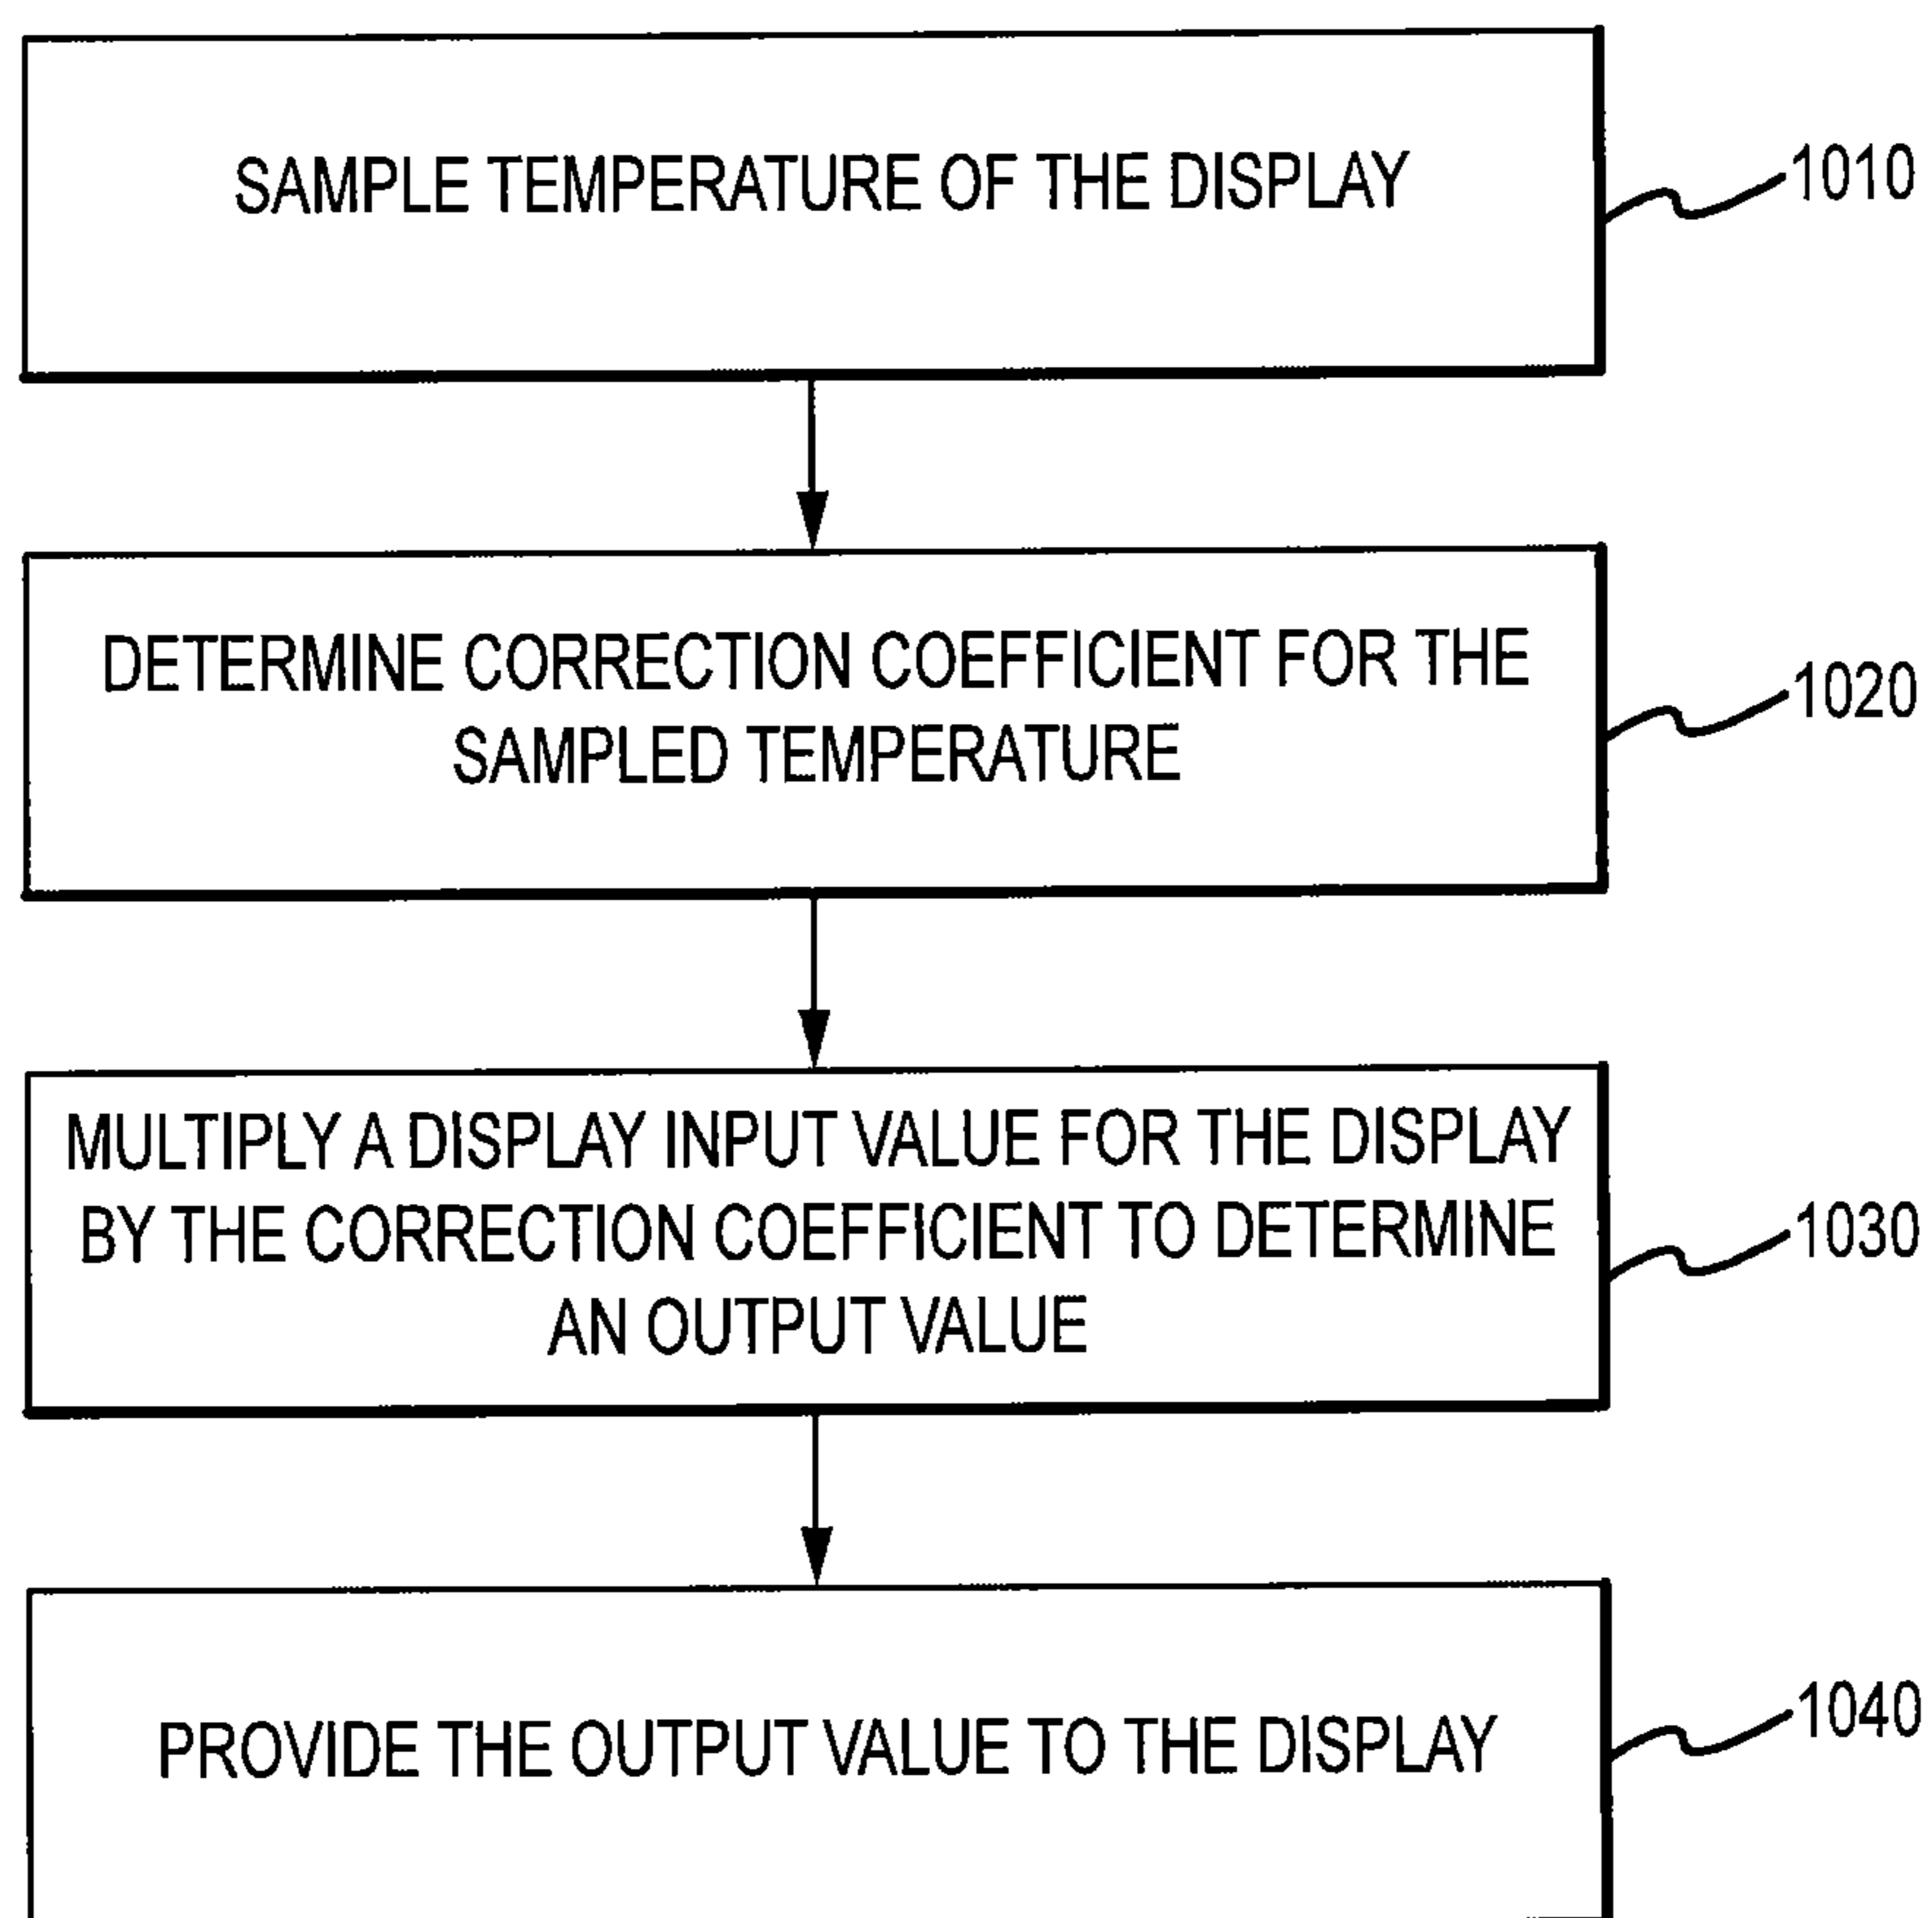 SAMPLE TEMPERATURE OF THE DISPLAY
1010
DETERMINE CORRECTION COEFFICIENT FOR THE
SAMPLED TEMPERATURE
1020
MULTIPLY A DISPLAY INPUT VALUE FOR THE DISPLAY
BY THE CORRECTION COEFFICIENT TO DETERMINE
AN OUTPUT VALUE
1030
PROVIDE THE OUTPUT VALUE TO THE DISPLAY
1040